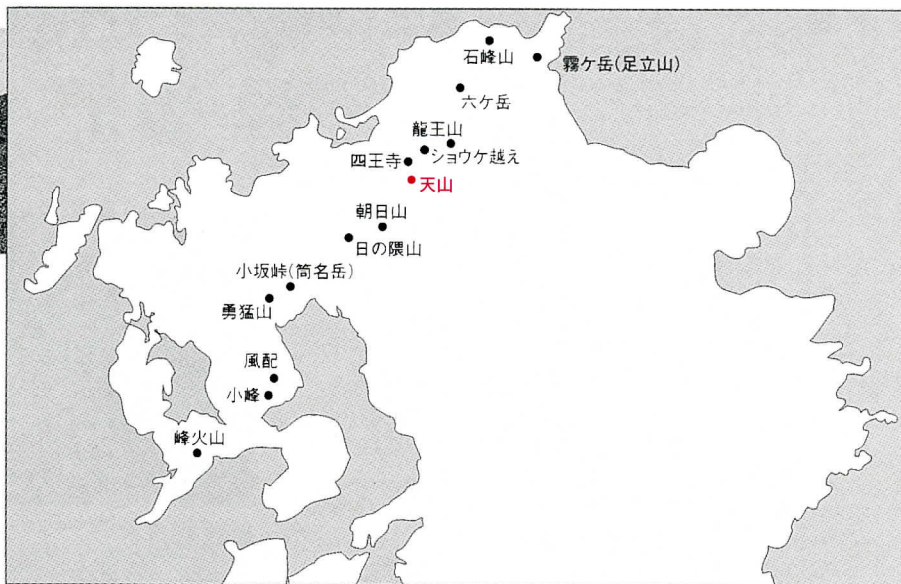 石峰山
霧ケ岳(足立山)
六ケ岳
龍王山
ショウケ越え
四王寺
天山
朝日山
日の隈山
小坂峠(筒名岳)
勇猛山
風配
小峰
烽火山